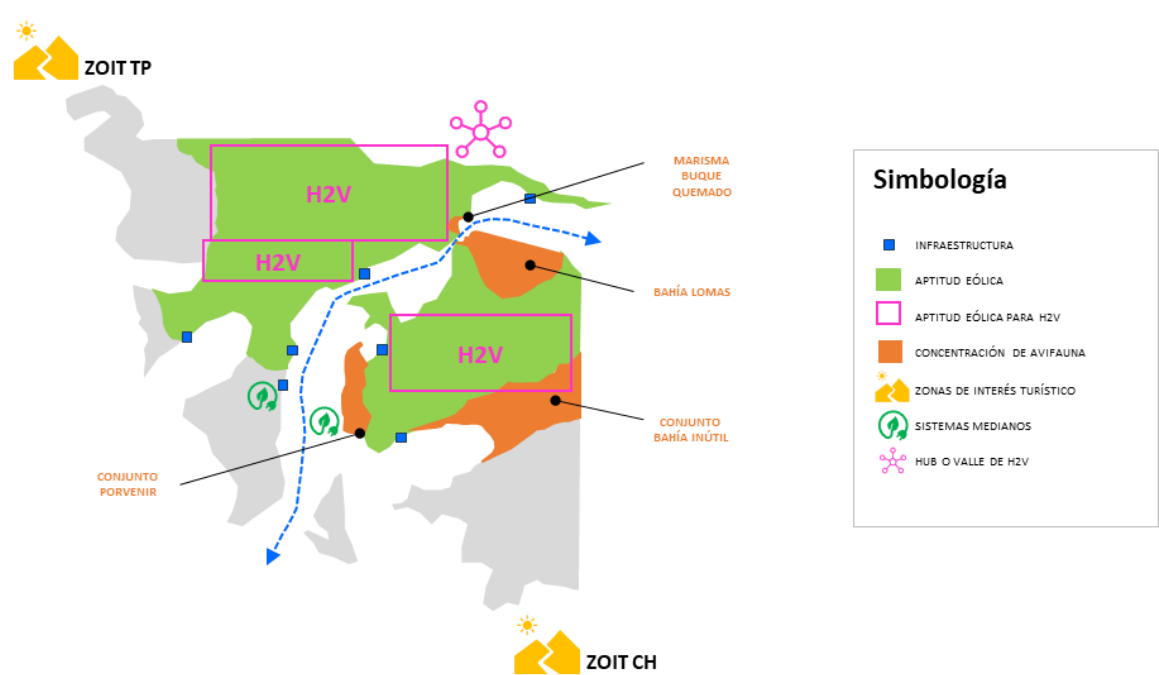 ZOIT TP
MARISMA
BUQUE
QUEMADO
H2V
H2V
BAHÍA LOMAS
H2V
CONJUNTO
BAHÍA INÚTIL
CONJUNTO
PORVENIR
ZOIT CH
Simbología
INFRAESTRUCTURA
APTITUD EÓLICA
APTITUD EÓLICA PARA H2V
CONCENTRACIÓN DE AVIFAUNA
ZONAS DE INTERÉS TURÍSTICO
SISTEMAS MEDIANOS
HUB O VALLE DE H2V